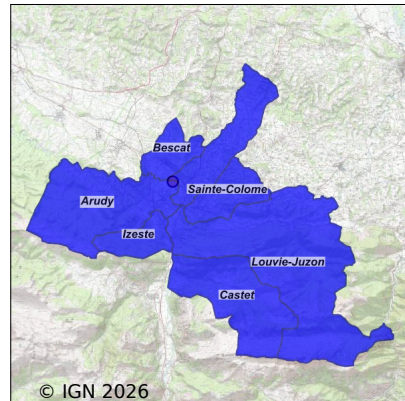 Bescat
Sainte-Colome
Arudy
Izeste
Louvie-Juzon
Castet
© IGN 2026